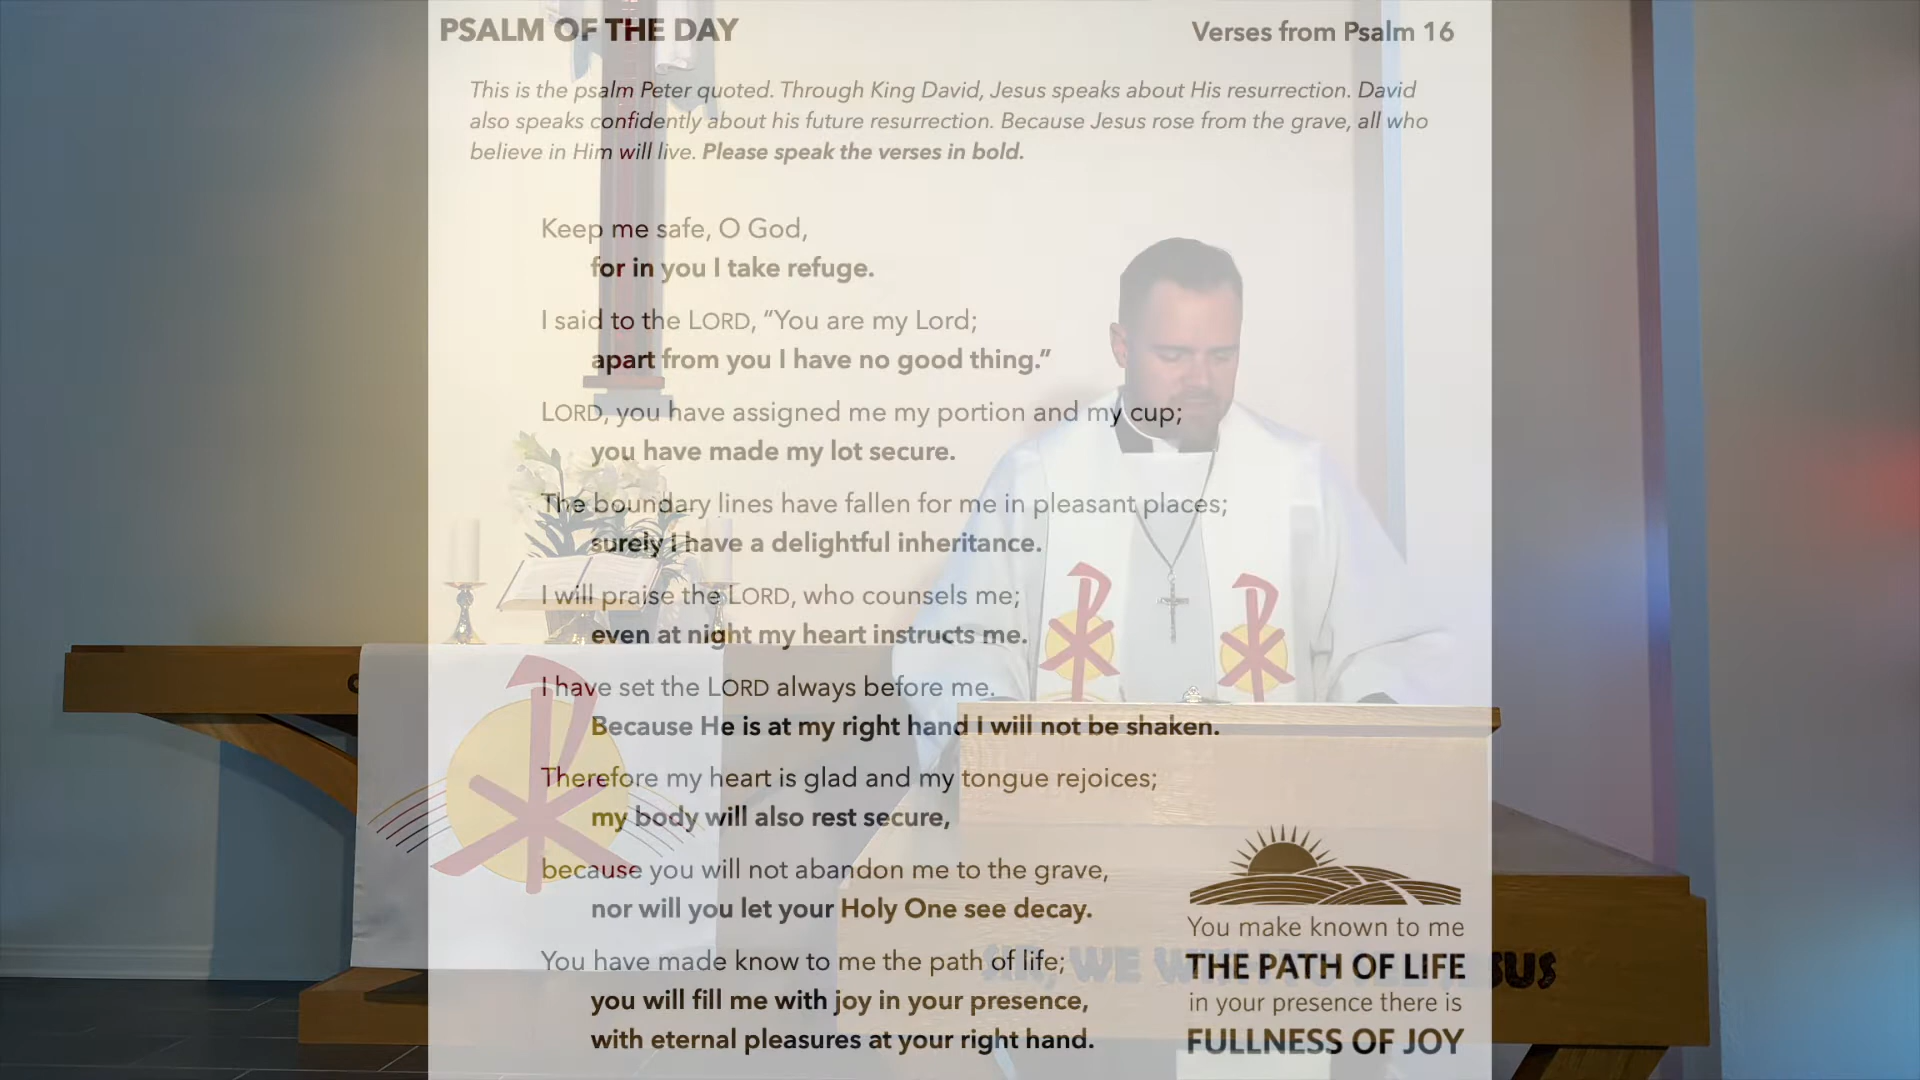 PSALM OF THE DAY
Verses from Psalm 16
This is the psalm Peter quoted. Through King David, Jesus speaks about His resurrection. David
also speaks confidently about his future resurrection. Because Jesus rose from the grave, all who
believe in Him will live. Please speak the verses in bold.
Keep me safe, O God,
for in you I take refuge.
I said to the LORD, “You are my Lord;
apart from you I have no good thing.”
LORD, you have assigned me my portion and my cup;
you have made my lot secure.
The boundary lines have fallen for me in pleasant places;
surely I have a delightful inheritance.
I will praise the LORD, who counsels me;
even at night my heart instructs me.
I have set the LORD always before me.
Because He is at my right hand I will not be shaken.
Therefore my heart is glad and my tongue rejoices;
my body will also rest secure,
because you will not abandon me to the grave,
nor will you let your Holy One see decay.
You have made know to me the path of life;
you will fill me with joy in your presence,
with eternal pleasures at your right hand.
You make known to me
THE PATH OF LIFE
in your presence there is
FULLNESS OF JOY
SIR, WE